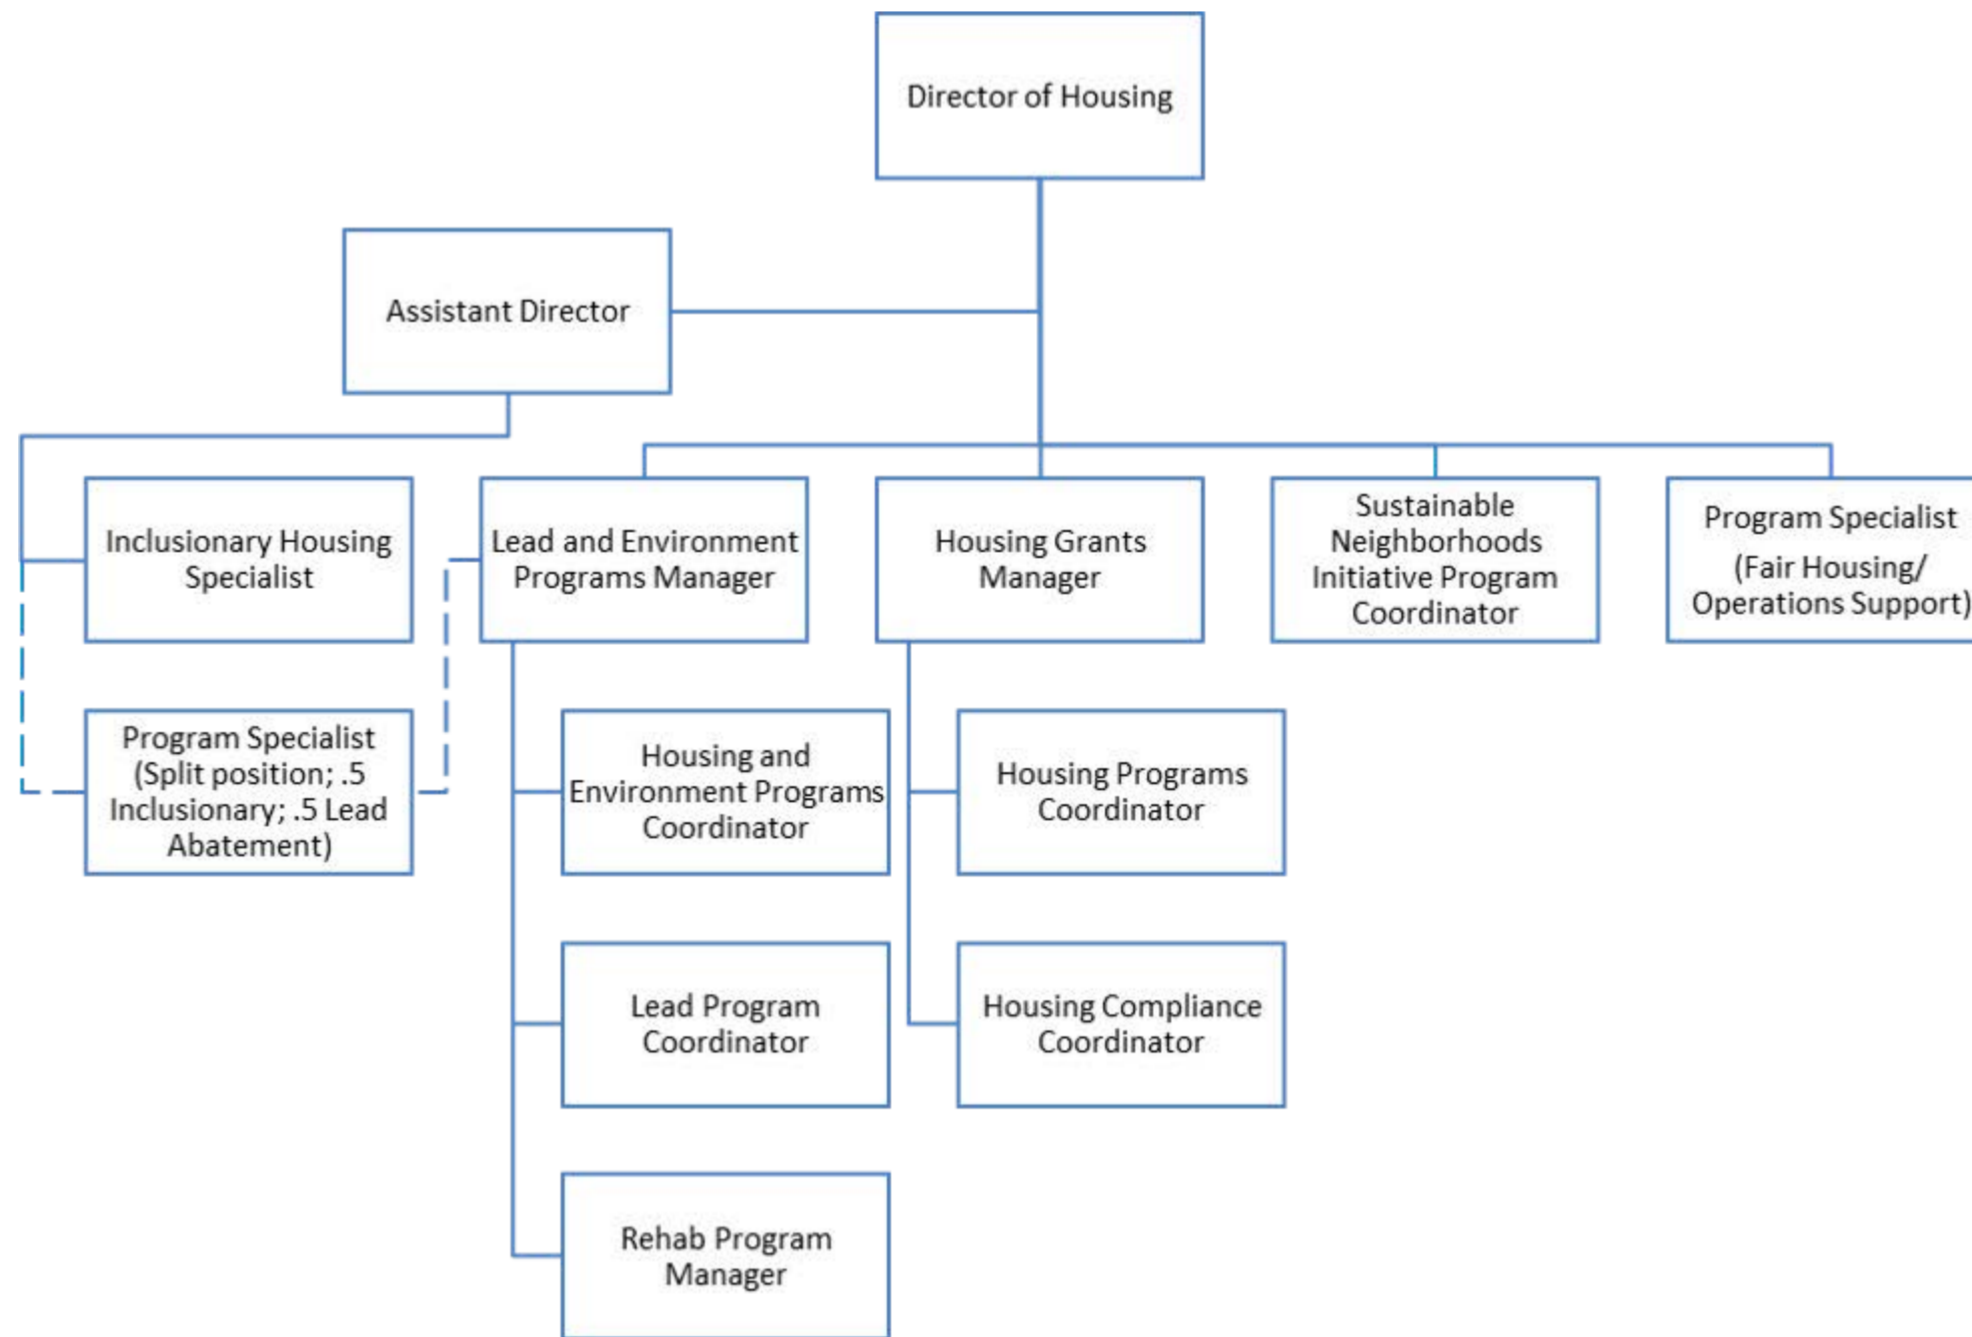 Director of Housing
Assistant Director
Inclusionary Housing
Specialist
Lead and Environment
Programs Manager
Housing Grants
Manager
Sustainable
Neighborhoods
Initiative Program
Coordinator
Program Specialist
(Fair Housing/
Operations Support)
Program Specialist
(Split position; .5
Inclusionary; .5 Lead
Abatement)
Housing and
Environment Programs
Coordinator
Housing Programs
Coordinator
Lead Program
Coordinator
Housing Compliance
Coordinator
Rehab Program
Manager